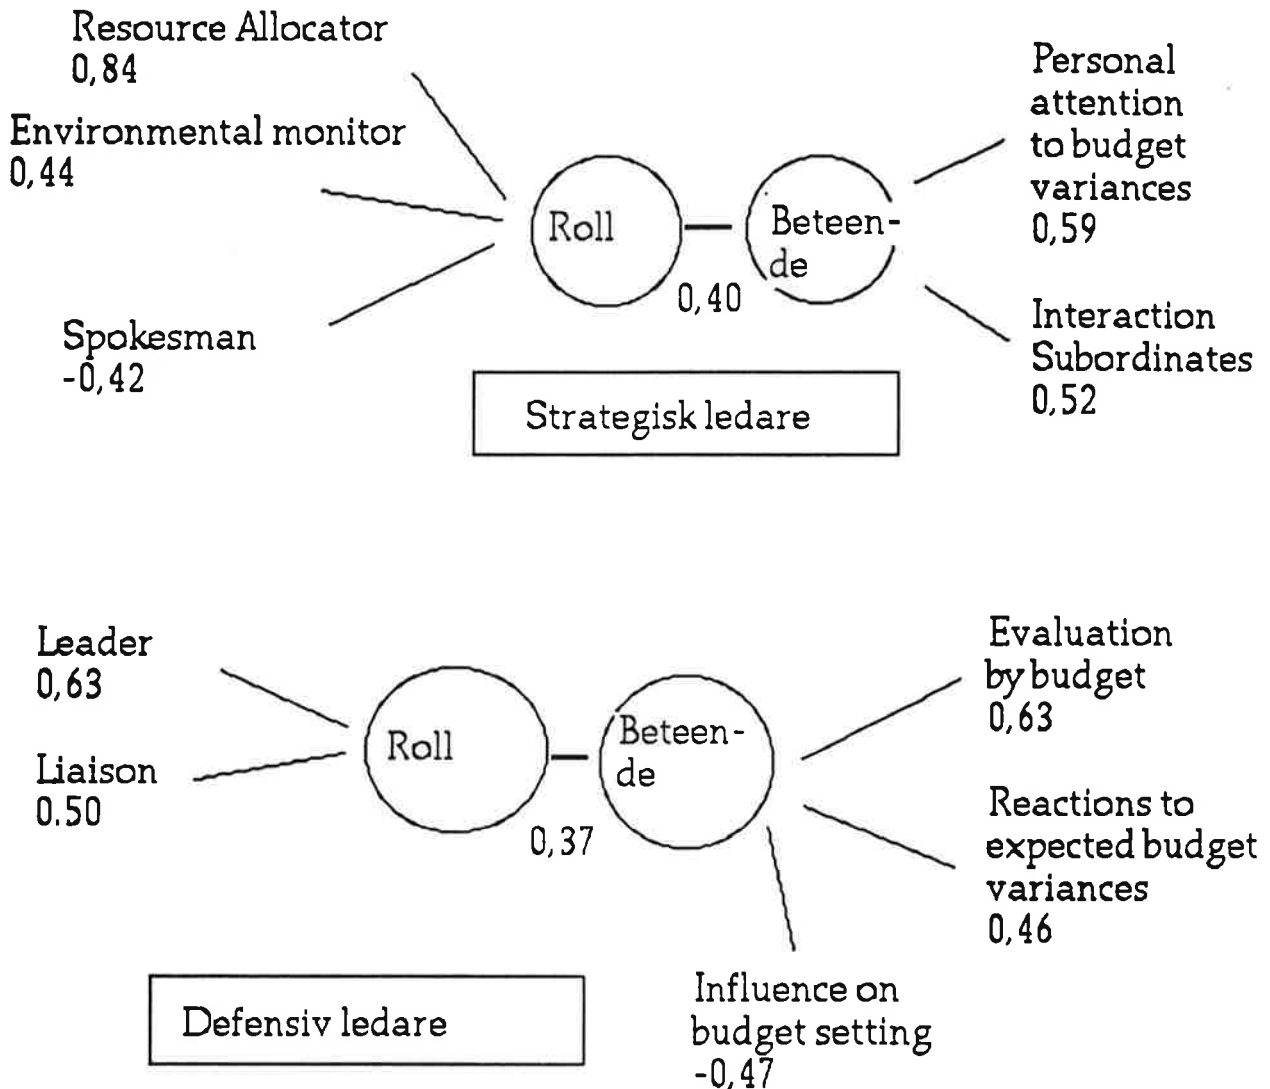 Resource Allocator
0,84
Environmental monitor
0,44
Spokesman
-0,42
Roll
0,40
Beteen-
de
Personal
attention
to budget
variances
0,59
Interaction
Subordinates
0,52
Strategisk ledare
Leader
0,63
Liaison
0.50
Roll
0,37
Beteen-
de
Evaluation
by budget
0,63
Reactions to
expected budget
variances
0,46
Influence on
budget setting
-0,47
Defensiv ledare